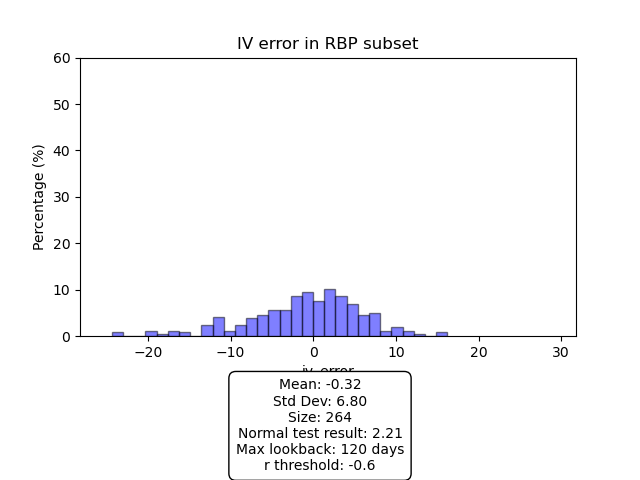 IV error in RBP subset
60
50
40
30
20
10
0
Percentage (%)
−20
−10
0
10
20
30
iv_error
Mean: -0.32
Std Dev: 6.80
Size: 264
Normal test result: 2.21
Max lookback: 120 days
r threshold: -0.6